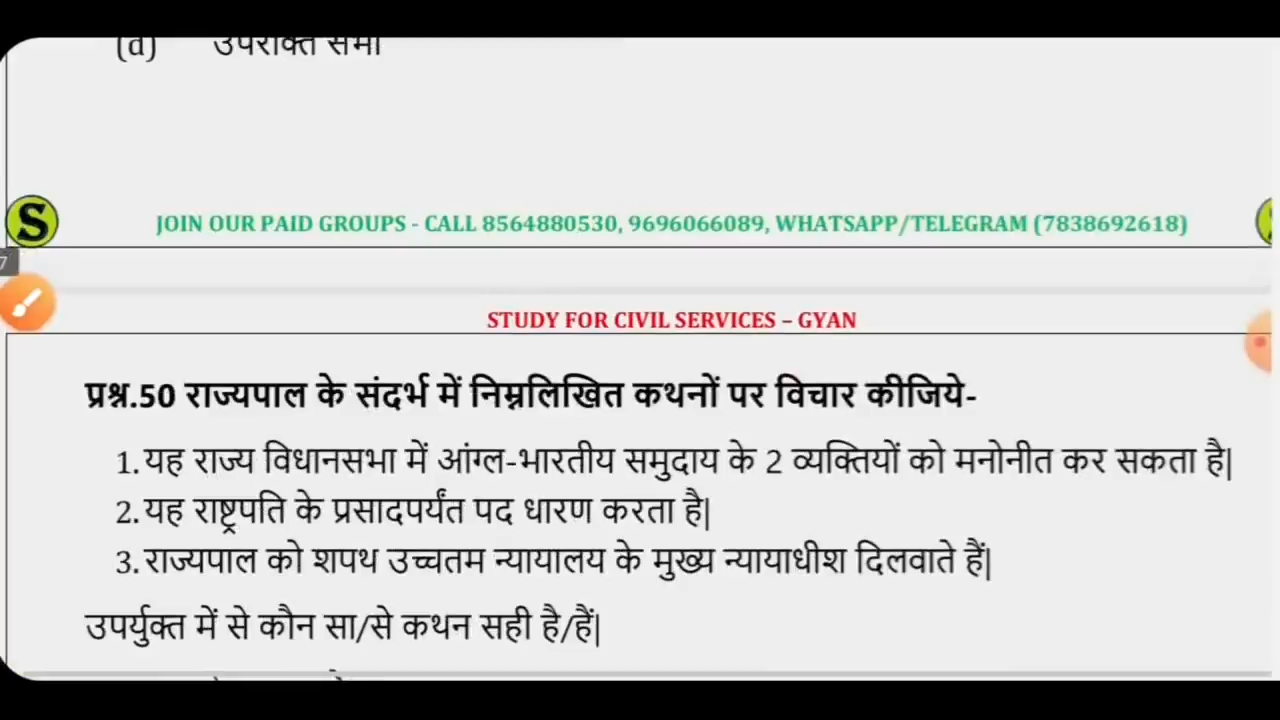 (d) उपरोक्त सभी
S
JOIN OUR PAID GROUPS - CALL 8564880530, 9696066089, WHATSAPP/TELEGRAM (7838692618)
7
STUDY FOR CIVIL SERVICES – GYAN
प्रश्न.50 राज्यपाल के संदर्भ में निम्नलिखित कथनों पर विचार कीजिये-
1. यह राज्य विधानसभा में आंग्ल-भारतीय समुदाय के 2 व्यक्तियों को मनोनीत कर सकता है|
2. यह राष्ट्रपति के प्रसादपर्यंत पद धारण करता है|
3. राज्यपाल को शपथ उच्चतम न्यायालय के मुख्य न्यायाधीश दिलवाते हैं|
उपर्युक्त में से कौन सा/से कथन सही है/हैं|